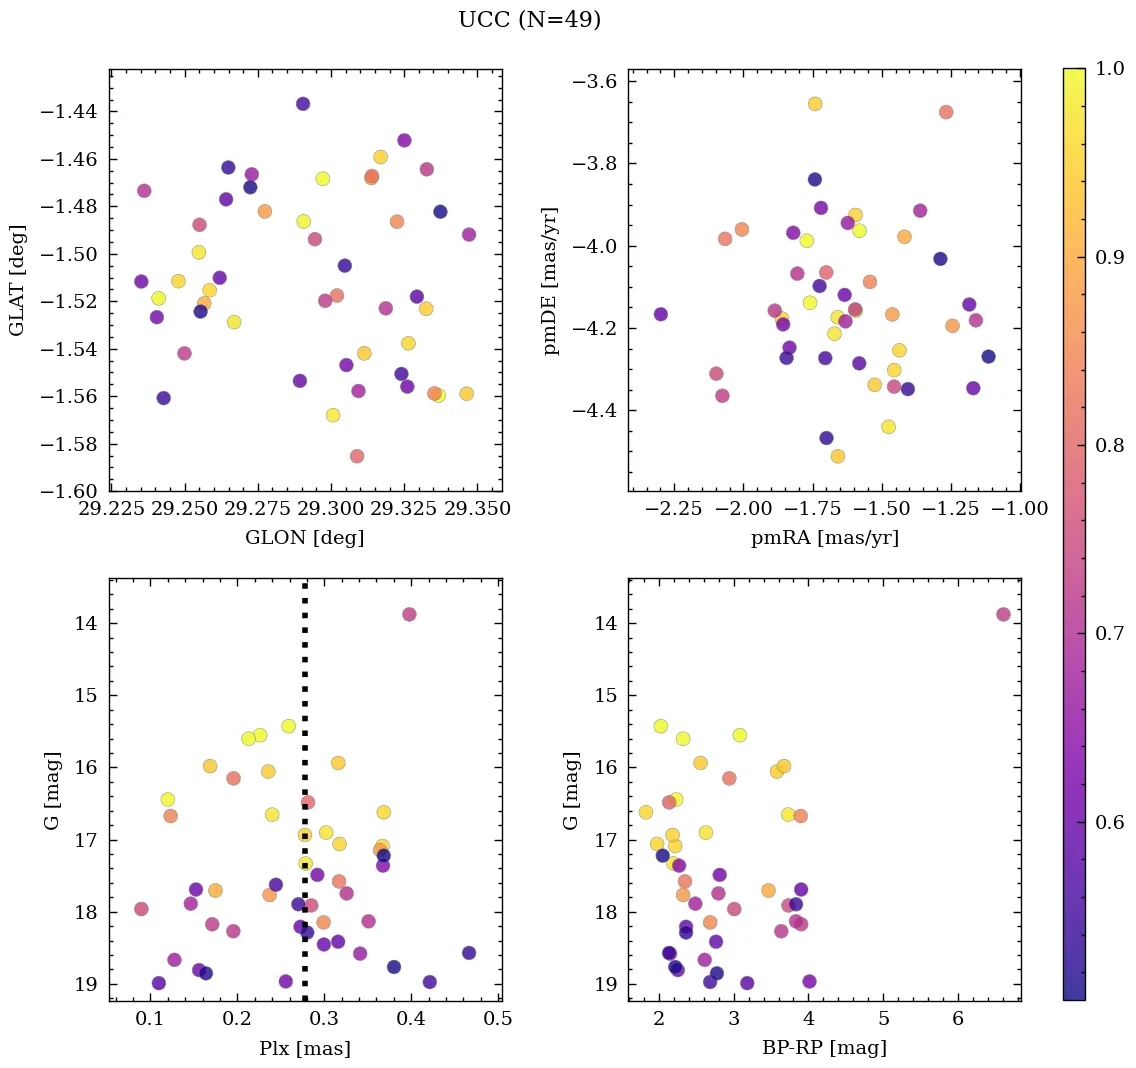 UCC (N=49)
−1.44
−1.46
−1.48
−1.50
−1.52
−1.54
−1.56
−1.58
−1.60
GLAT [deg]
29.225 29.250 29.275 29.300 29.325 29.350
GLON [deg]
−3.6
−3.8
−4.0
−4.2
−4.4
pmDE [mas/yr]
−2.25 −2.00 −1.75 −1.50 −1.25 −1.00
pmRA [mas/yr]
14
15
16
17
18
19
G [mag]
0.1 0.2 0.3 0.4 0.5
Plx [mas]
14
15
16
17
18
19
G [mag]
2 3 4 5 6
BP-RP [mag]
1.0
0.9
0.8
0.7
0.6